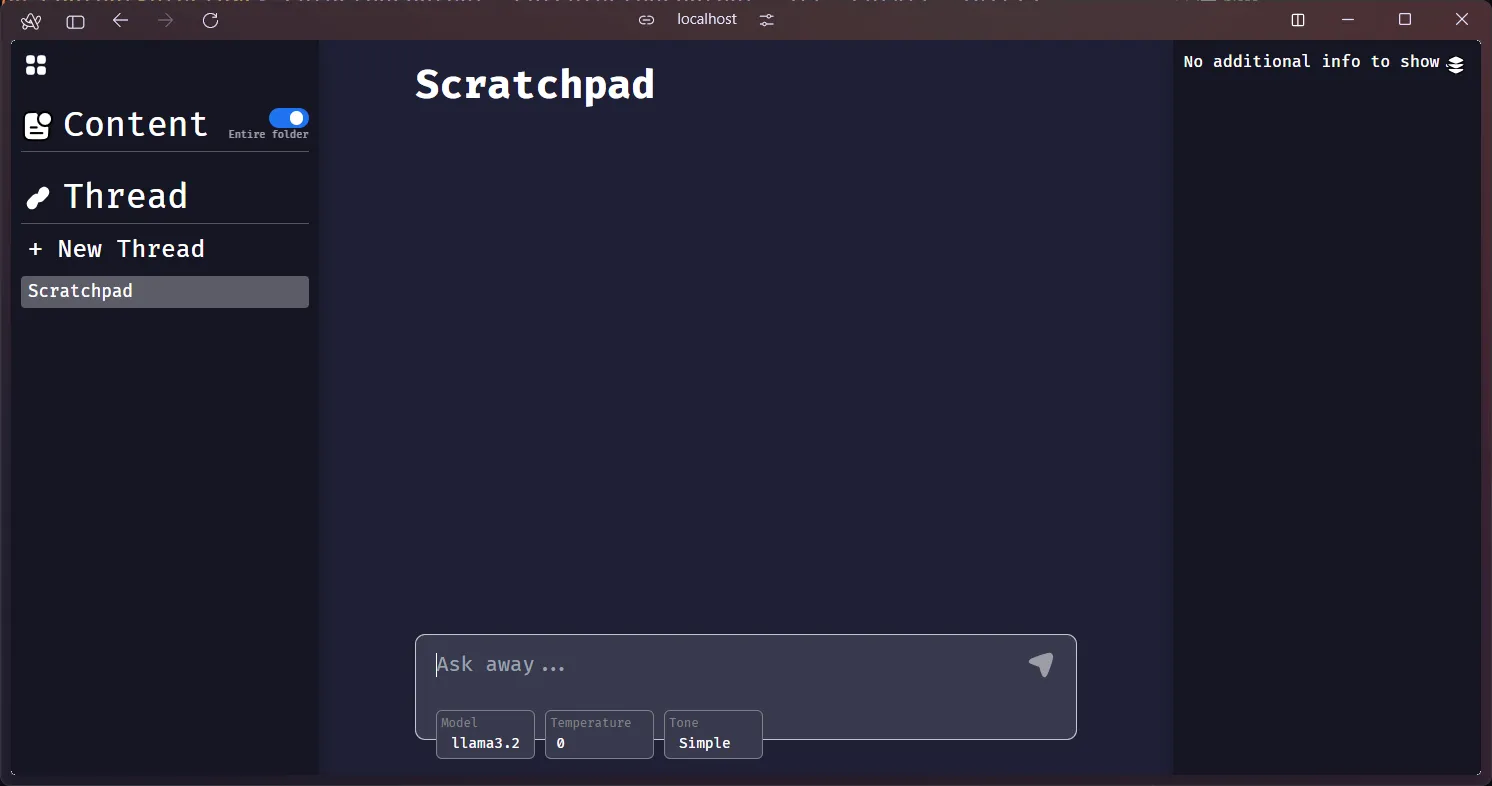 localhost
Content
Entire folder
Thread
+ New Thread
Scratchpad
Scratchpad
Ask away...
Model
llama3.2
Temperature
0
Tone
Simple
No additional info to show